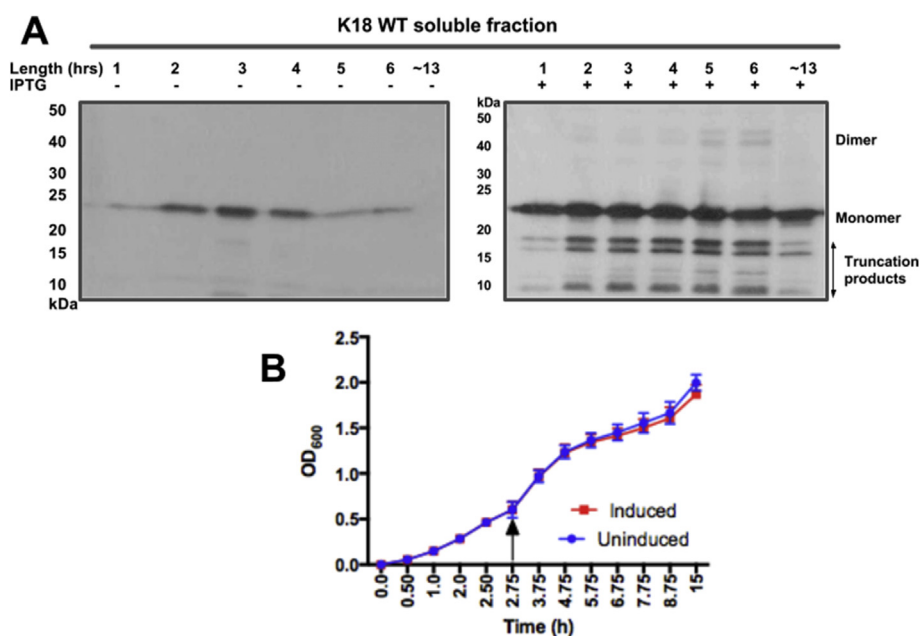 A
K18 WT soluble fraction
Length (hrs) 1 2 3 4 5 6 ~13 1 2 3 4 5 6 ~13
IPTG - - - - - - - + + + + + + +
50
40
30
25
20
15
10
kDa
kDa
50
40
30
25
20
15
10
Dimer
Monomer
Truncation
products
B
2.5
2.0
1.5
1.0
0.5
0.0
OD600
Induced
Uninduced
0.0 0.50 1.0 2.0 2.50 2.75 3.75 4.75 5.75 6.75 7.75 8.75 15
Time (h)